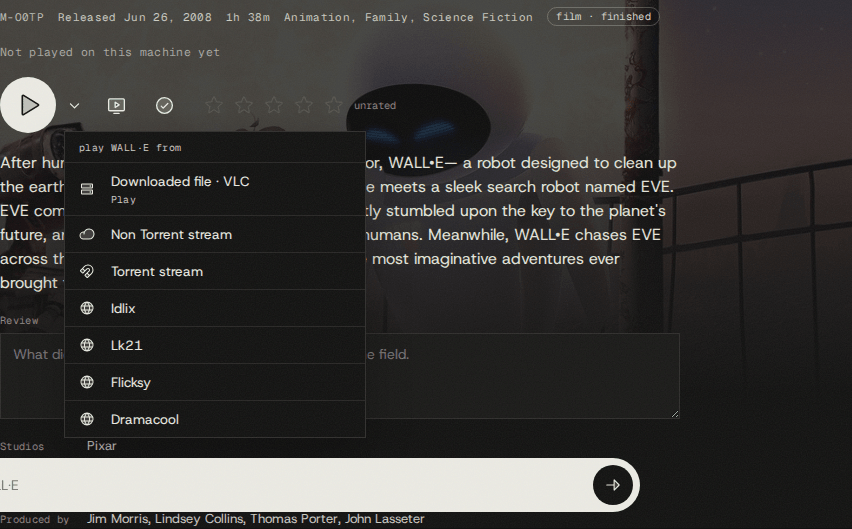 M-O0TP Released Jun 26, 2008 1h 38m Animation, Family, Science Fiction film · finished
Not played on this machine yet
unrated
play WALL·E from
After hu or, WALL•E— a robot designed to clean up
the earth e meets a sleek search robot named EVE.
EVE com tly stumbled upon the key to the planet's
future, a humans. Meanwhile, WALL•E chases EVE
across th most imaginative adventures ever
brought
Downloaded file · VLC
Play
Non Torrent stream
Torrent stream
Idlix
Lk21
Flicksy
Dramacool
Review
What di e field.
Studios Pixar
LL·E
Produced by Jim Morris, Lindsey Collins, Thomas Porter, John Lasseter